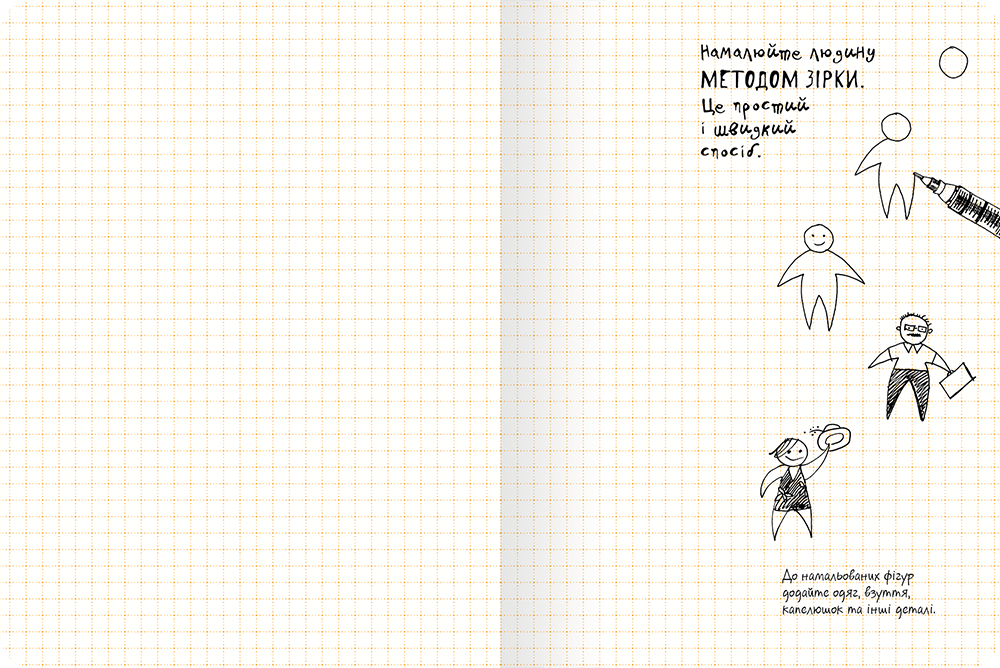 Намалюйте людину
МЕТОДОМ ЗІРКИ.
Це простий
і швидкий
спосіб.
До намальованих фігур
додайте одяг, взуття,
капелюшок та інші деталі.